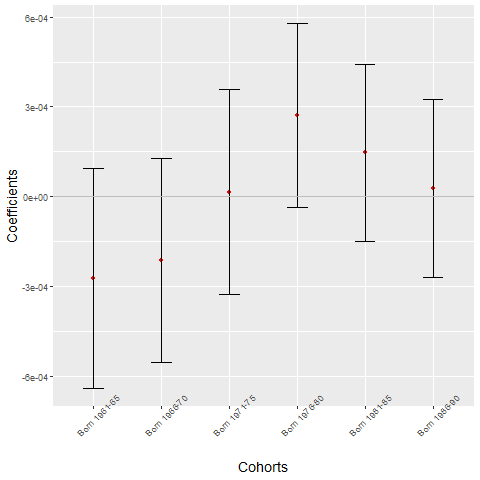 6e-04
3e-04
0e+00
-3e-04
-6e-04
Coefficients
Born 1961-65
Born 1966-70
Born 1971-75
Born 1976-80
Born 1981-85
Born 1986-90
Cohorts